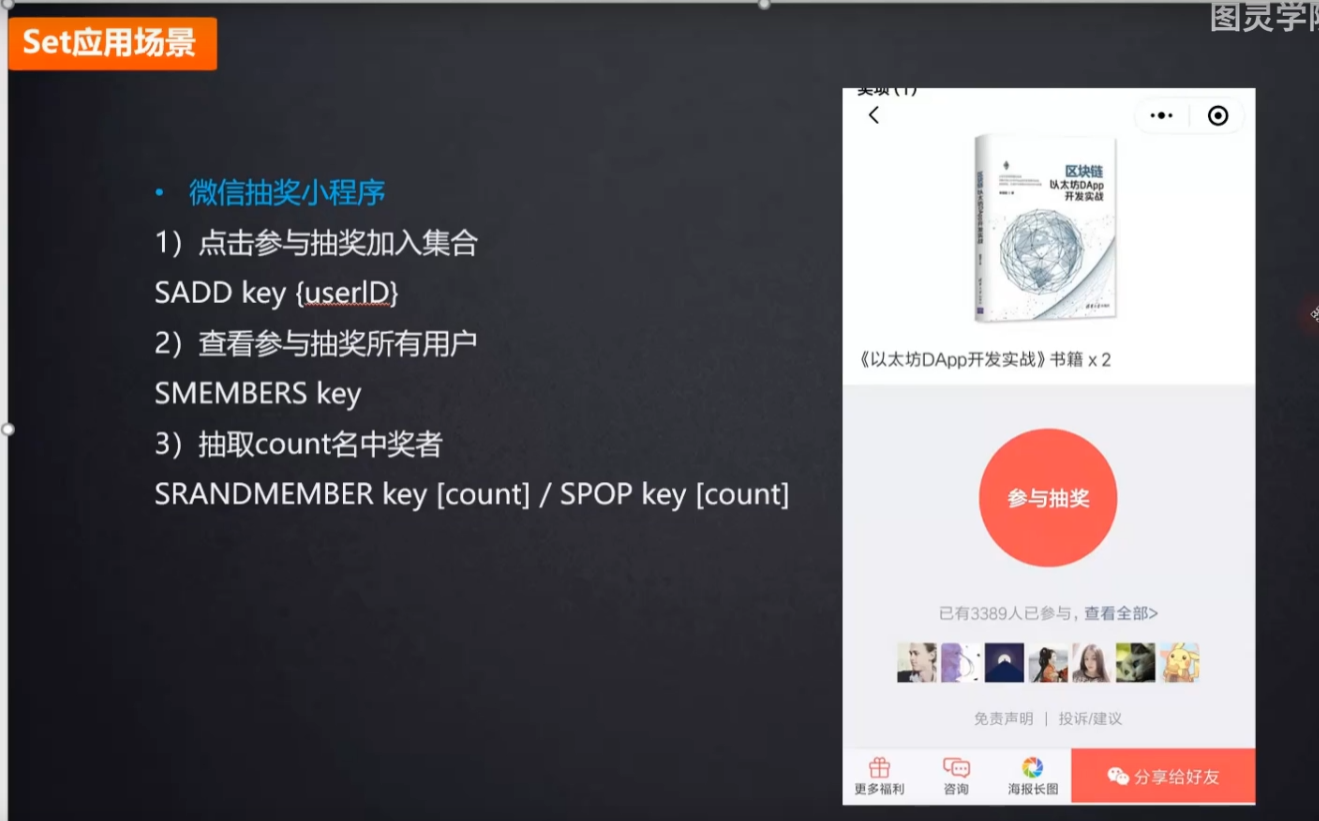 Set应用场景
图灵学院
• 微信抽奖小程序
1）点击参与抽奖加入集合
SADD key {userID}
2）查看参与抽奖所有用户
SMEMBERS key
3）抽取count名中奖者
SRANDMEMBER key [count] / SPOP key [count]
奖项 (1)
区块链
以太坊DApp
开发实战
《以太坊DApp开发实战》书籍 x 2
参与抽奖
已有3389人已参与，查看全部>
免责声明 | 投诉/建议
更多福利
咨询
海报长图
分享给好友